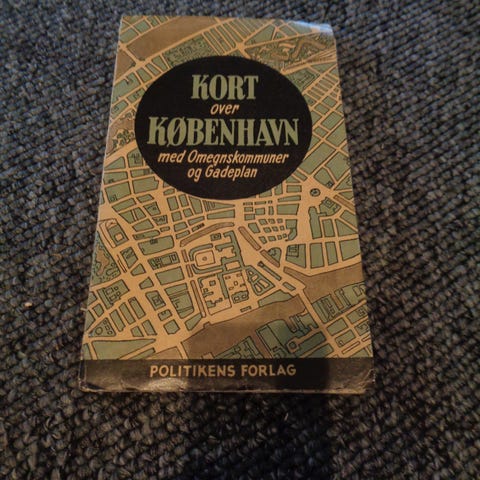 KORT
over
KØBENHAVN
med Omegnskommuner
og Gadeplan
POLITIKENS FORLAG